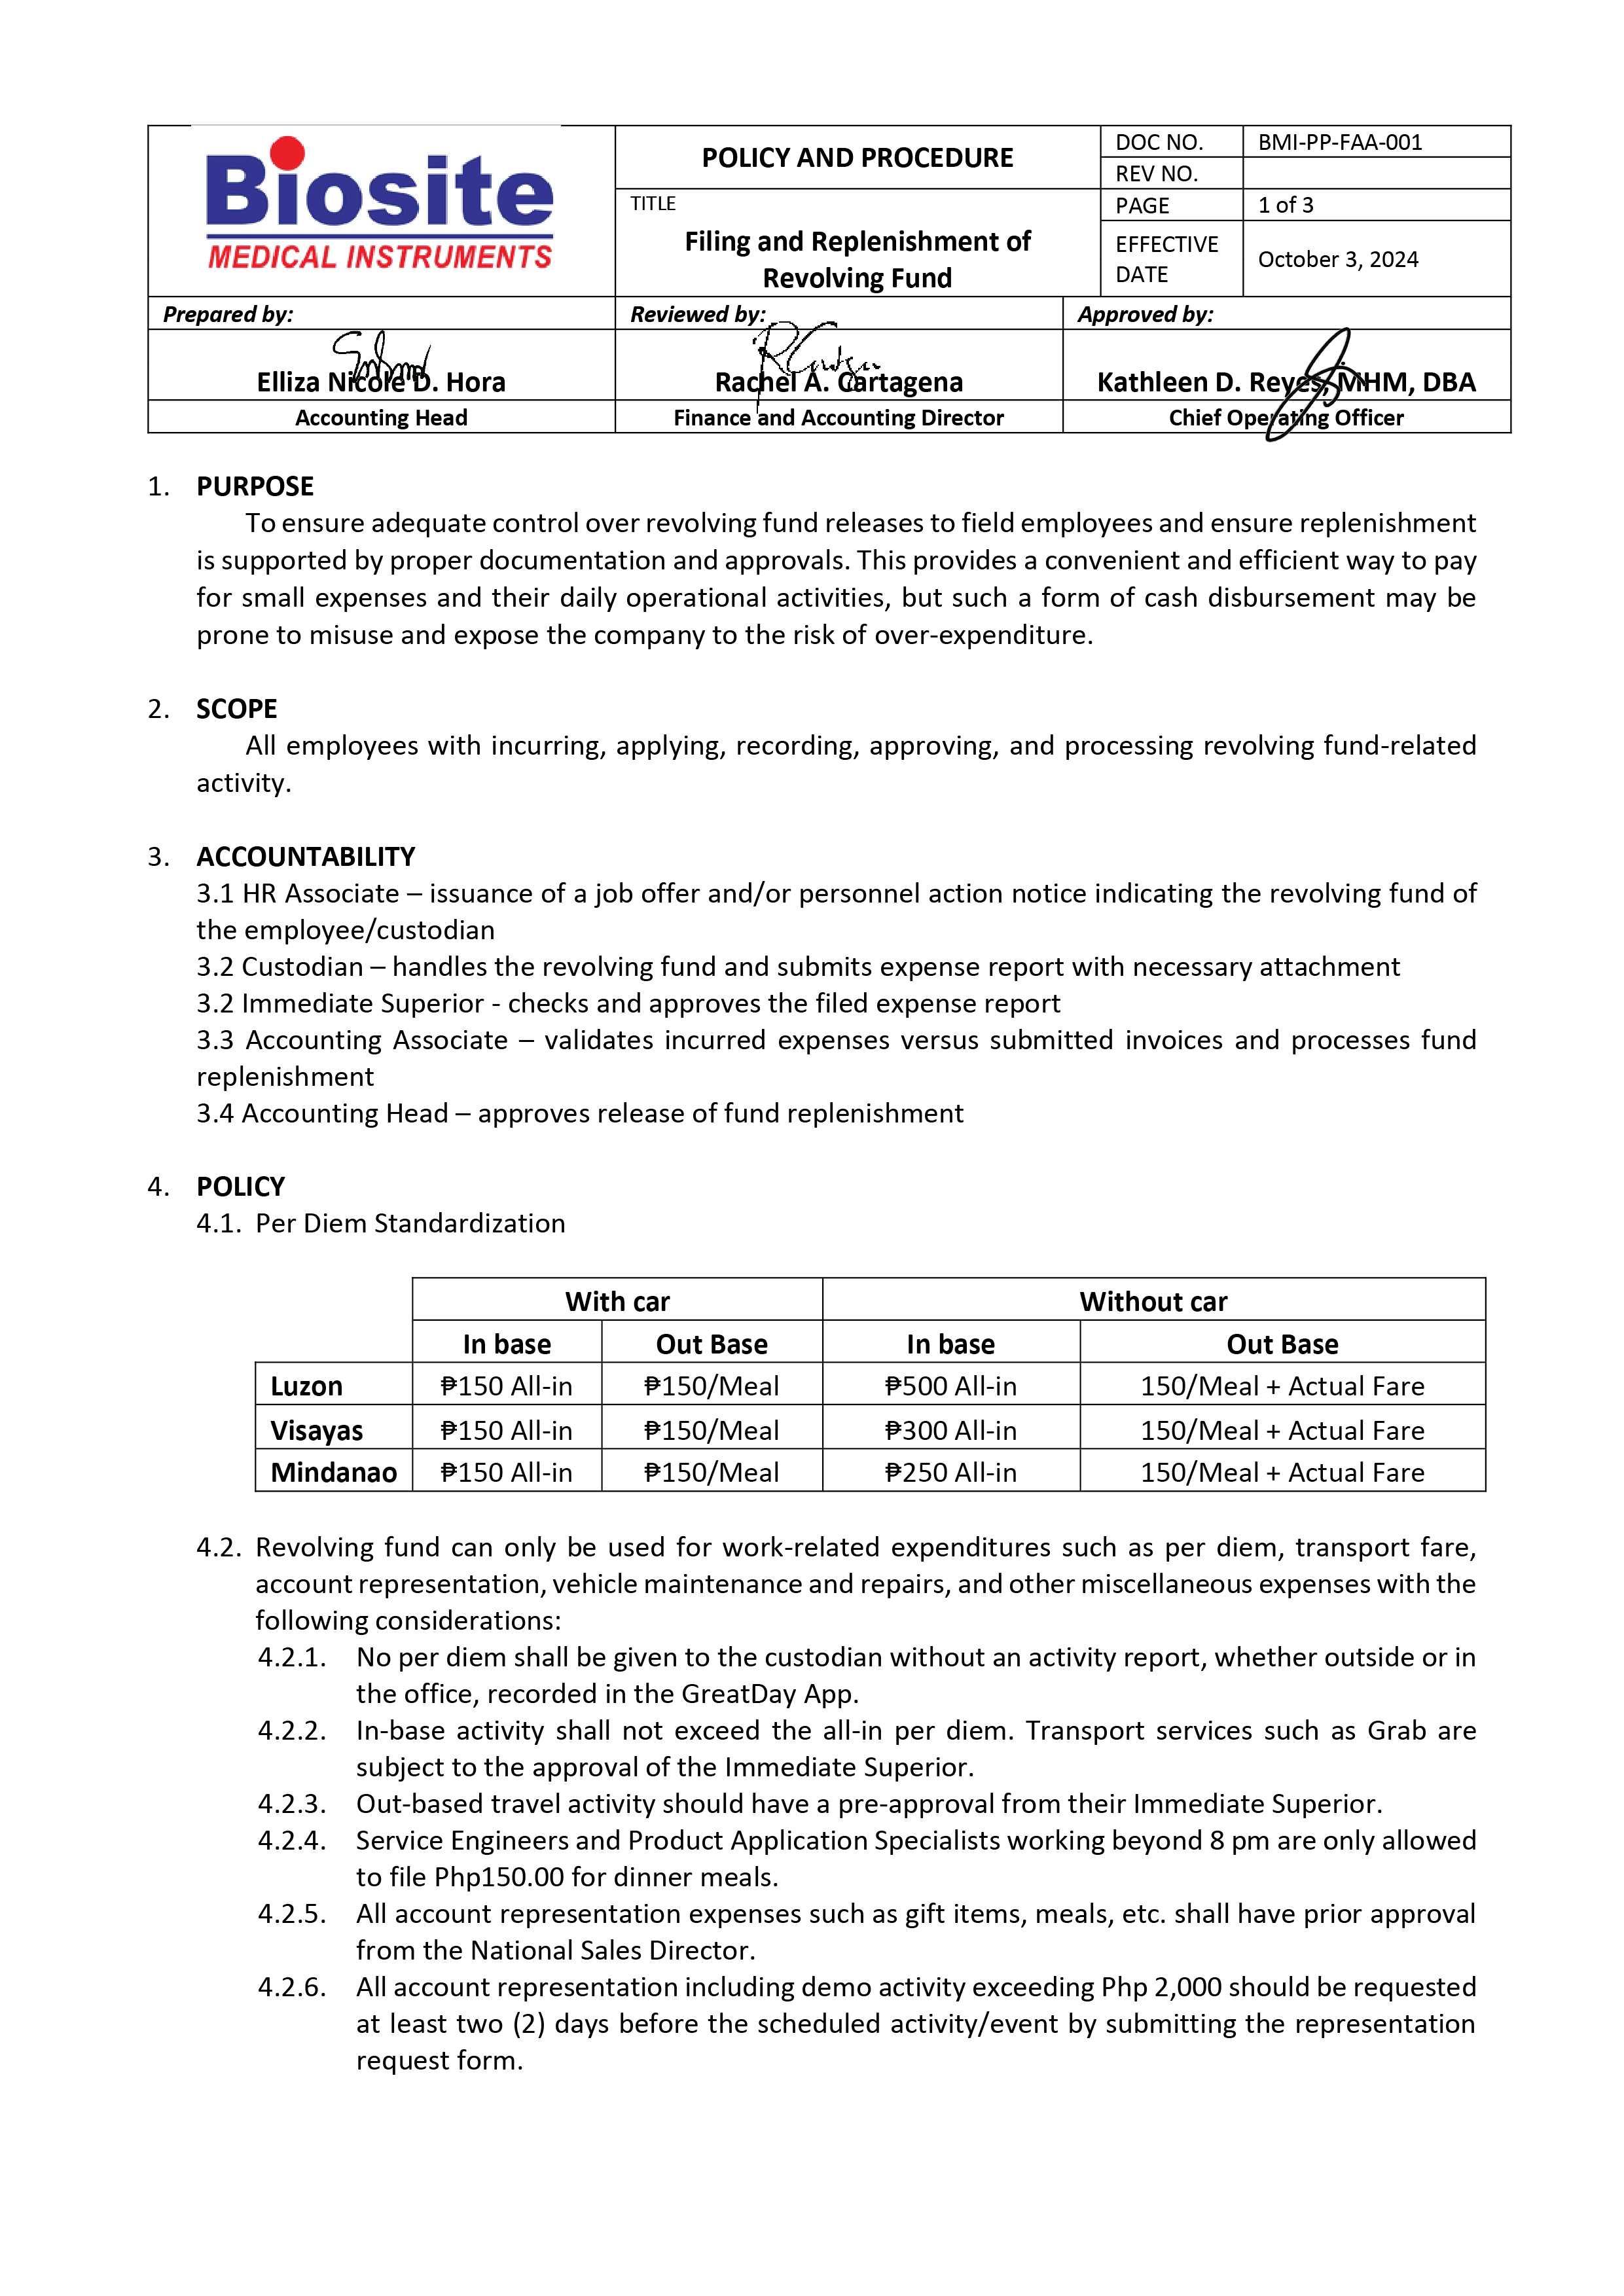 Biosite
MEDICAL INSTRUMENTS
POLICY AND PROCEDURE
DOC NO. BMI-PP-FAA-001
REV NO.
TITLE
Filing and Replenishment of
Revolving Fund
PAGE 1 of 3
EFFECTIVE
DATE
October 3, 2024
Prepared by: Reviewed by: Approved by:
Elliza Nicole D. Hora Rachel A. Cartagena Kathleen D. Reyes, MHM, DBA
Accounting Head Finance and Accounting Director Chief Operating Officer
1. PURPOSE
To ensure adequate control over revolving fund releases to field employees and ensure replenishment
is supported by proper documentation and approvals. This provides a convenient and efficient way to pay
for small expenses and their daily operational activities, but such a form of cash disbursement may be
prone to misuse and expose the company to the risk of over-expenditure.
2. SCOPE
All employees with incurring, applying, recording, approving, and processing revolving fund-related
activity.
3. ACCOUNTABILITY
3.1 HR Associate – issuance of a job offer and/or personnel action notice indicating the revolving fund of
the employee/custodian
3.2 Custodian – handles the revolving fund and submits expense report with necessary attachment
3.2 Immediate Superior - checks and approves the filed expense report
3.3 Accounting Associate – validates incurred expenses versus submitted invoices and processes fund
replenishment
3.4 Accounting Head – approves release of fund replenishment
4. POLICY
4.1. Per Diem Standardization
With car Without car
In base Out Base In base Out Base
Luzon ₱150 All-in ₱150/Meal ₱500 All-in 150/Meal + Actual Fare
Visayas ₱150 All-in ₱150/Meal ₱300 All-in 150/Meal + Actual Fare
Mindanao ₱150 All-in ₱150/Meal ₱250 All-in 150/Meal + Actual Fare
4.2. Revolving fund can only be used for work-related expenditures such as per diem, transport fare,
account representation, vehicle maintenance and repairs, and other miscellaneous expenses with the
following considerations:
4.2.1. No per diem shall be given to the custodian without an activity report, whether outside or in
the office, recorded in the GreatDay App.
4.2.2. In-base activity shall not exceed the all-in per diem. Transport services such as Grab are
subject to the approval of the Immediate Superior.
4.2.3. Out-based travel activity should have a pre-approval from their Immediate Superior.
4.2.4. Service Engineers and Product Application Specialists working beyond 8 pm are only allowed
to file Php150.00 for dinner meals.
4.2.5. All account representation expenses such as gift items, meals, etc. shall have prior approval
from the National Sales Director.
4.2.6. All account representation including demo activity exceeding Php 2,000 should be requested
at least two (2) days before the scheduled activity/event by submitting the representation
request form.